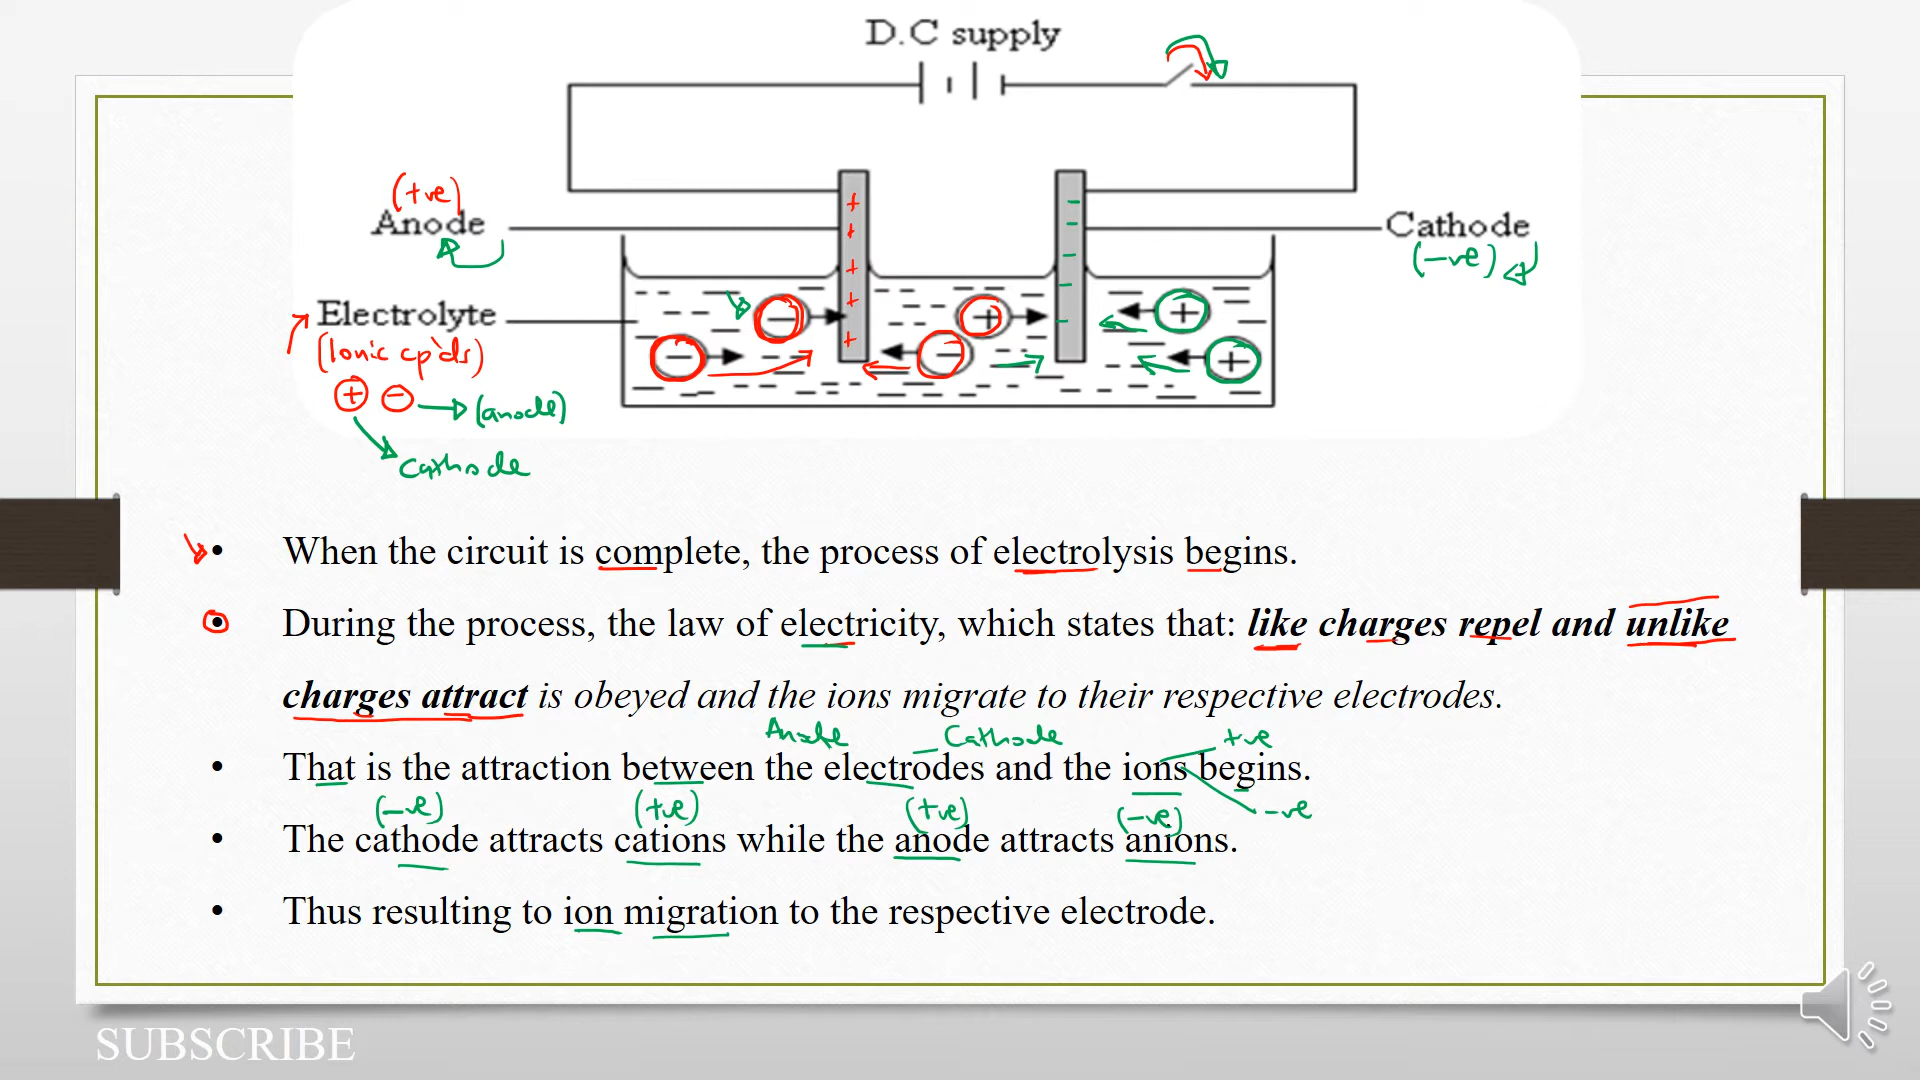 D.C supply
(+ve)
Anode
Cathode
(-ve)
Electrolyte
(Ionic cp'ds)
+ -
(anode)
Cathode
+ + + + +
- - - - -
- + + - - +
• When the circuit is complete, the process of electrolysis begins.
• During the process, the law of electricity, which states that: like charges repel and unlike
charges attract is obeyed and the ions migrate to their respective electrodes.
Anode Cathode +ve
• That is the attraction between the electrodes and the ions begins.
(-ve) (+ve) (+ve) (-ve) -ve
• The cathode attracts cations while the anode attracts anions.
• Thus resulting to ion migration to the respective electrode.
SUBSCRIBE